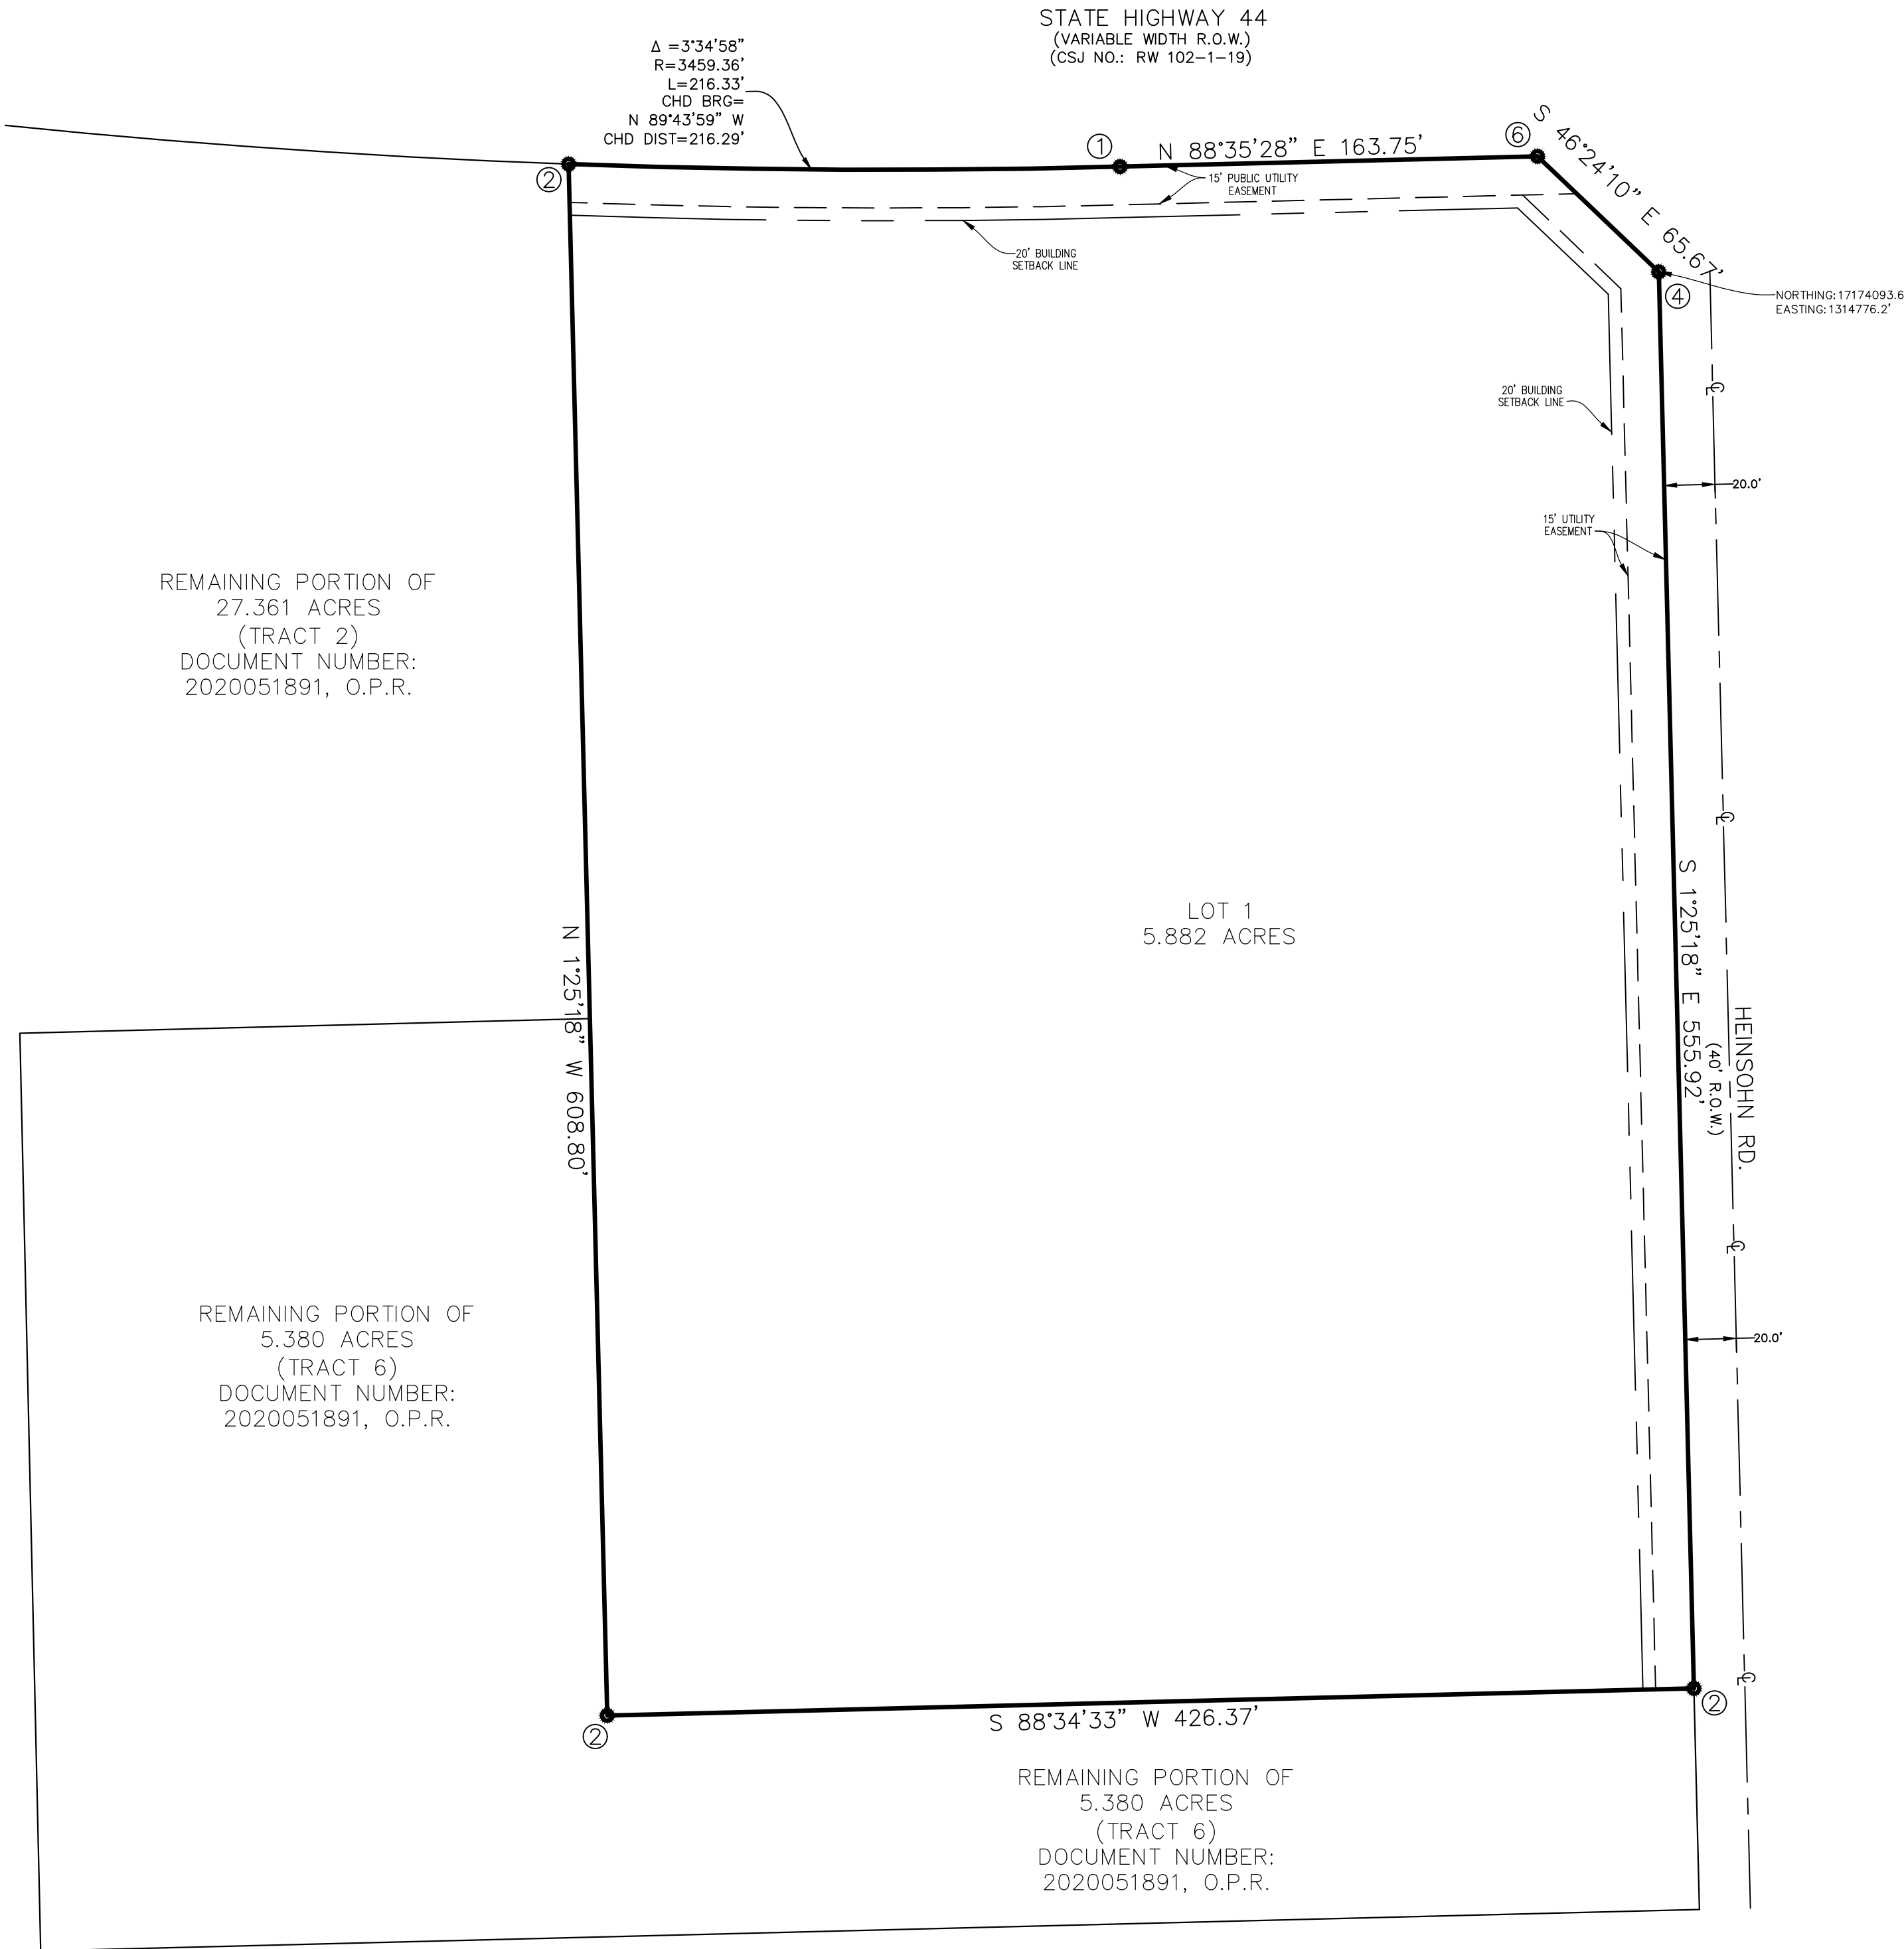 STATE HIGHWAY 44
(VARIABLE WIDTH R.O.W.)
(CSJ NO.: RW 102-1-19)
Δ =3°34'58"
R=3459.36'
L=216.33'
CHD BRG=
N 89°43'59" W
CHD DIST=216.29'
2
1
N 88°35'28" E 163.75'
6
S 46°24'10" E 65.67'
4
15' PUBLIC UTILITY
EASEMENT
20' BUILDING
SETBACK LINE
NORTHING: 17174093.6
EASTING: 1314776.2'
20' BUILDING
SETBACK LINE
℄
20.0'
15' UTILITY
EASEMENT
REMAINING PORTION OF
27.361 ACRES
(TRACT 2)
DOCUMENT NUMBER:
2020051891, O.P.R.
℄
LOT 1
5.882 ACRES
N 1°25'18" W 608.80'
S 1°25'18" E 555.92'
HEINSOHN RD.
(40' R.O.W.)
℄
20.0'
REMAINING PORTION OF
5.380 ACRES
(TRACT 6)
DOCUMENT NUMBER:
2020051891, O.P.R.
℄
2
S 88°34'33" W 426.37'
2
REMAINING PORTION OF
5.380 ACRES
(TRACT 6)
DOCUMENT NUMBER:
2020051891, O.P.R.